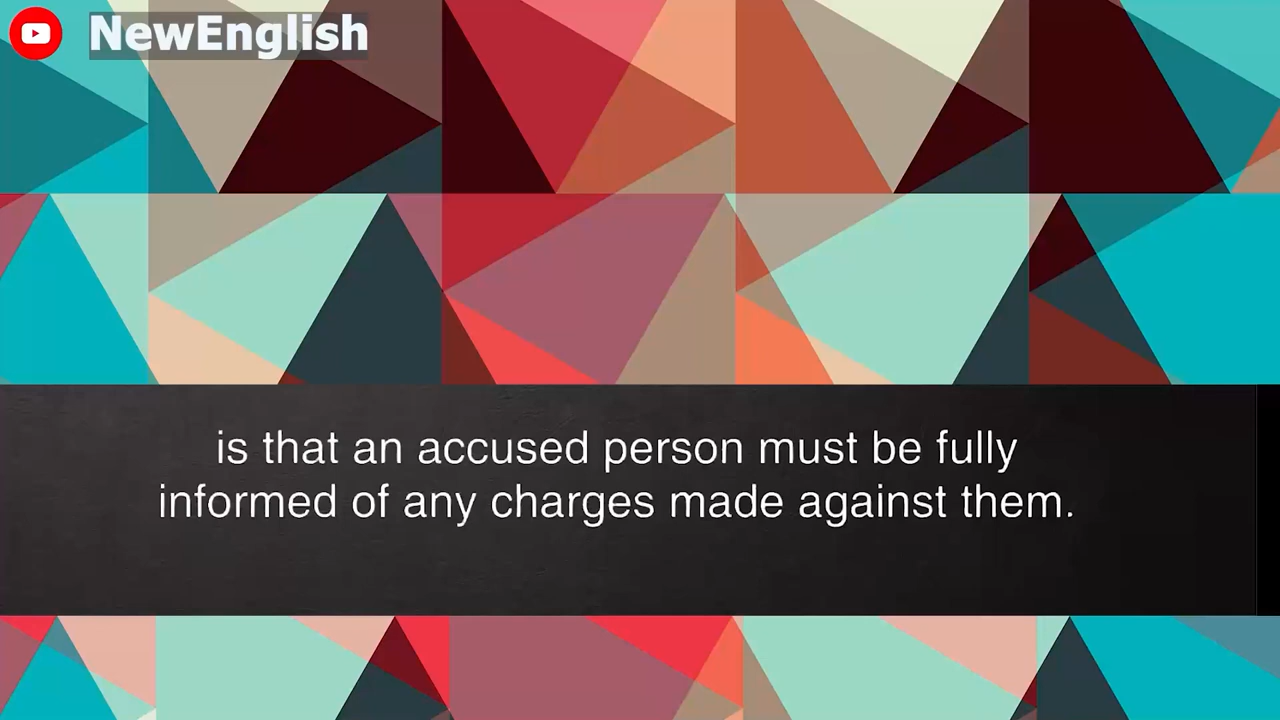 NewEnglish
is that an accused person must be fully
informed of any charges made against them.